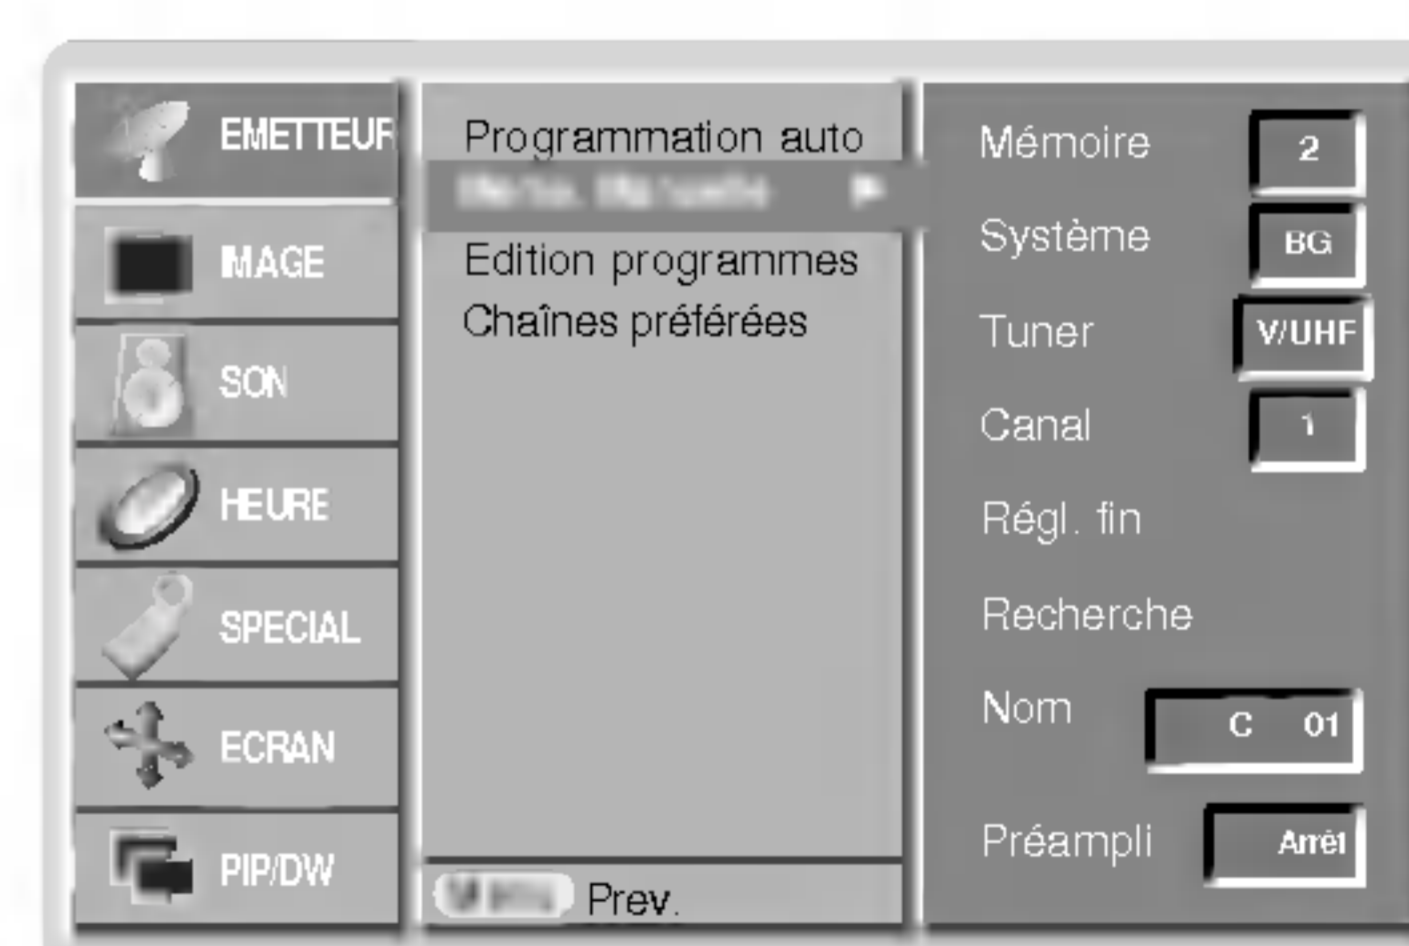 EMETTEUR
IMAGE
SON
HEURE
SPECIAL
ECRAN
PIP/DW
Programmation auto
Edition programmes
Chaînes préférées
Prev.
Mémoire 2
Système BG
Tuner V/UHF
Canal 1
Régl. fin
Recherche
Nom C 01
Préampli Arrêt